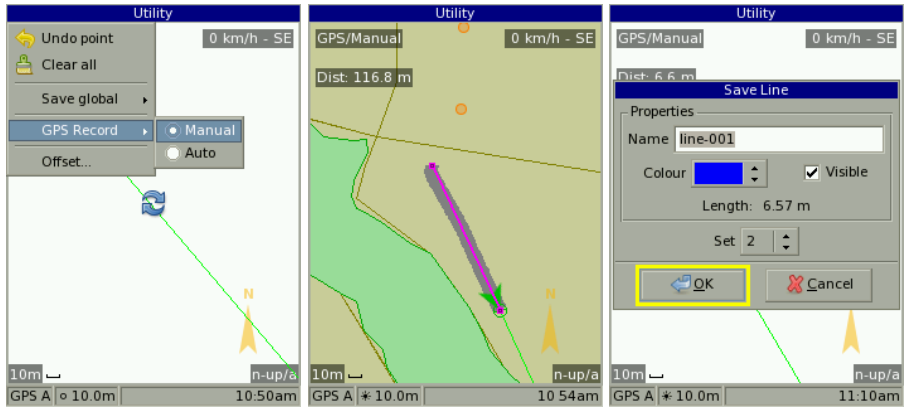 Utility
Undo point
0 km/h - SE
Clear all
Save global
GPS Record
Manual
Auto
Offset...
N
10m
n-up/a
GPS A
10.0m
10:50am
Utility
GPS/Manual
0 km/h - SE
Dist: 116.8 m
N
10m
n-up/a
GPS A
10.0m
10 54am
Utility
GPS/Manual
0 km/h - SE
Dist: 6.6 m
Save Line
Properties
Name line-001
Colour
Visible
Length: 6.57 m
Set 2
OK
Cancel
10m
n-up/a
GPS A
10.0m
11:10am